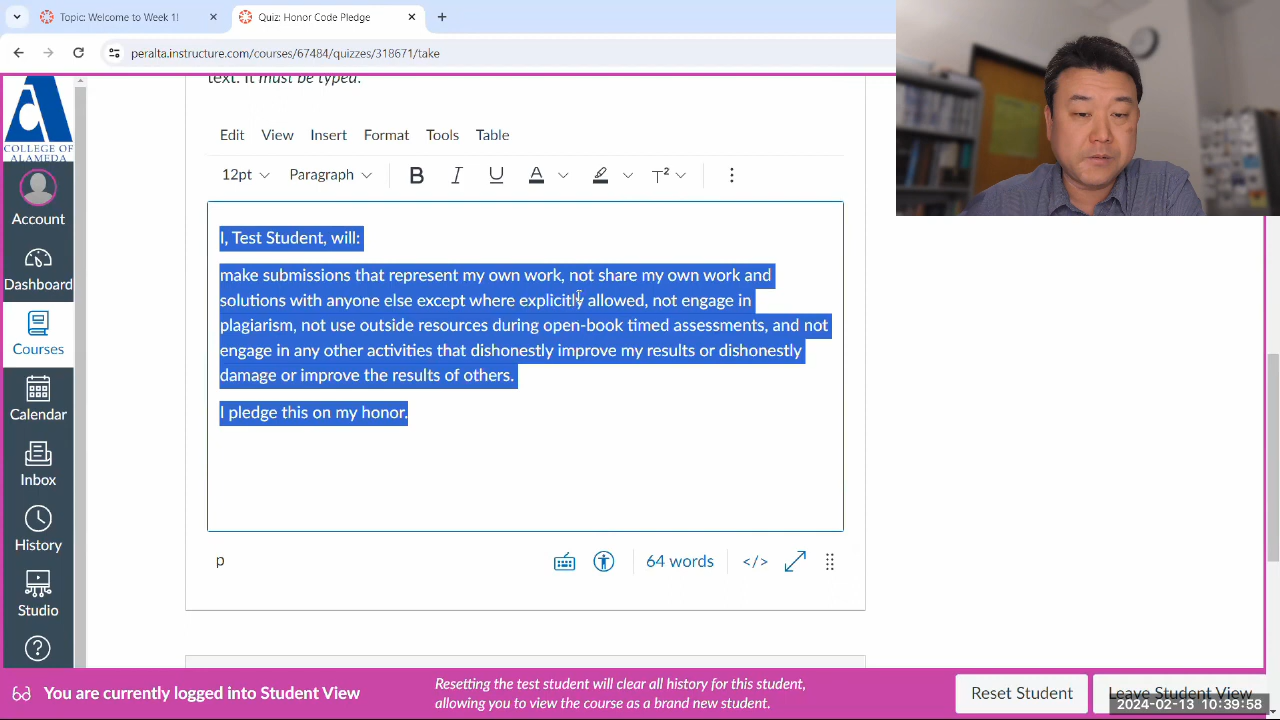 Topic: Welcome to Week 1!
Quiz: Honor Code Pledge
peralta.instructure.com/courses/67484/quizzes/318671/take
text. It must be typed.
COLLEGE OF
ALAMEDA
Account
Dashboard
Courses
Calendar
Inbox
History
Studio
Edit View Insert Format Tools Table
12pt Paragraph B I U A T²
I, Test Student, will:
make submissions that represent my own work, not share my own work and
solutions with anyone else except where explicitly allowed, not engage in
plagiarism, not use outside resources during open-book timed assessments, and not
engage in any other activities that dishonestly improve my results or dishonestly
damage or improve the results of others.
I pledge this on my honor.
p
64 words
</>
You are currently logged into Student View
Resetting the test student will clear all history for this student,
allowing you to view the course as a brand new student.
Reset Student
Leave Student View
2024-02-13 10:39:58